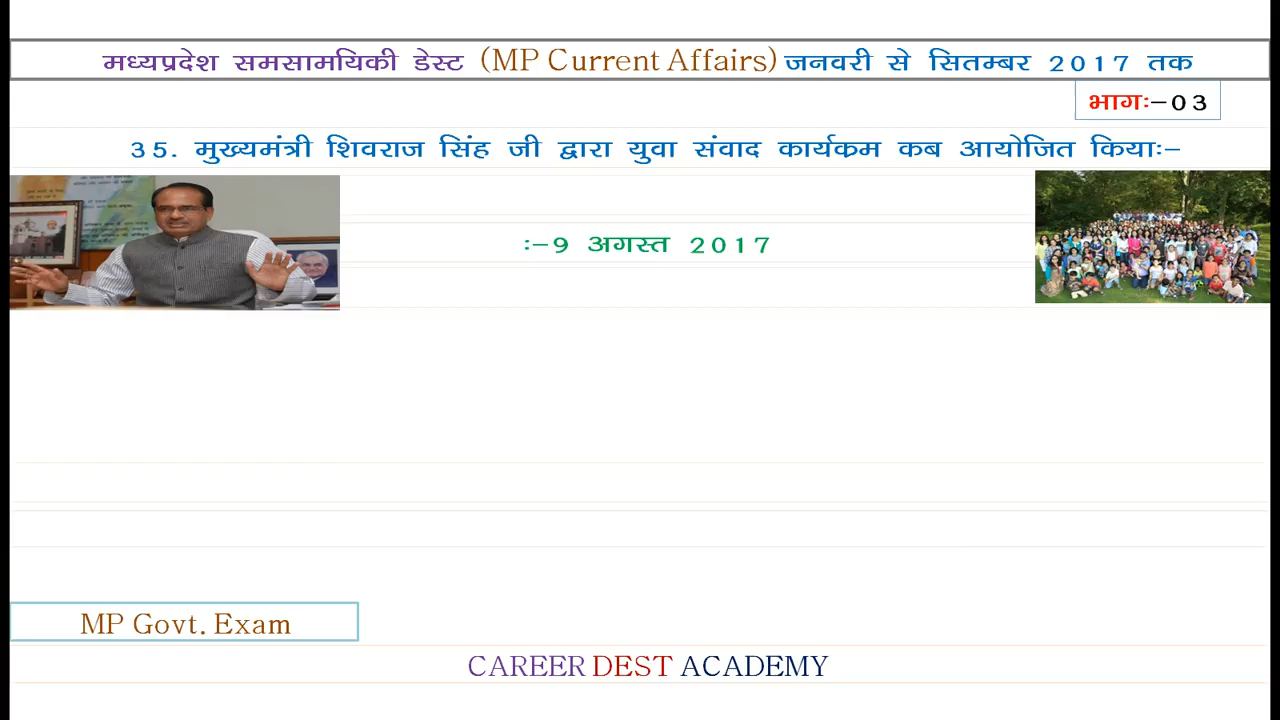 मध्यप्रदेश समसामयिकी डेस्ट (MP Current Affairs) जनवरी से सितम्बर 2017 तक
भागः-03
35. मुख्यमंत्री शिवराज सिंह जी द्वारा युवा संवाद कार्यक्रम कब आयोजित कियाः-
ः-9 अगस्त 2017
MP Govt. Exam
CAREER DEST ACADEMY